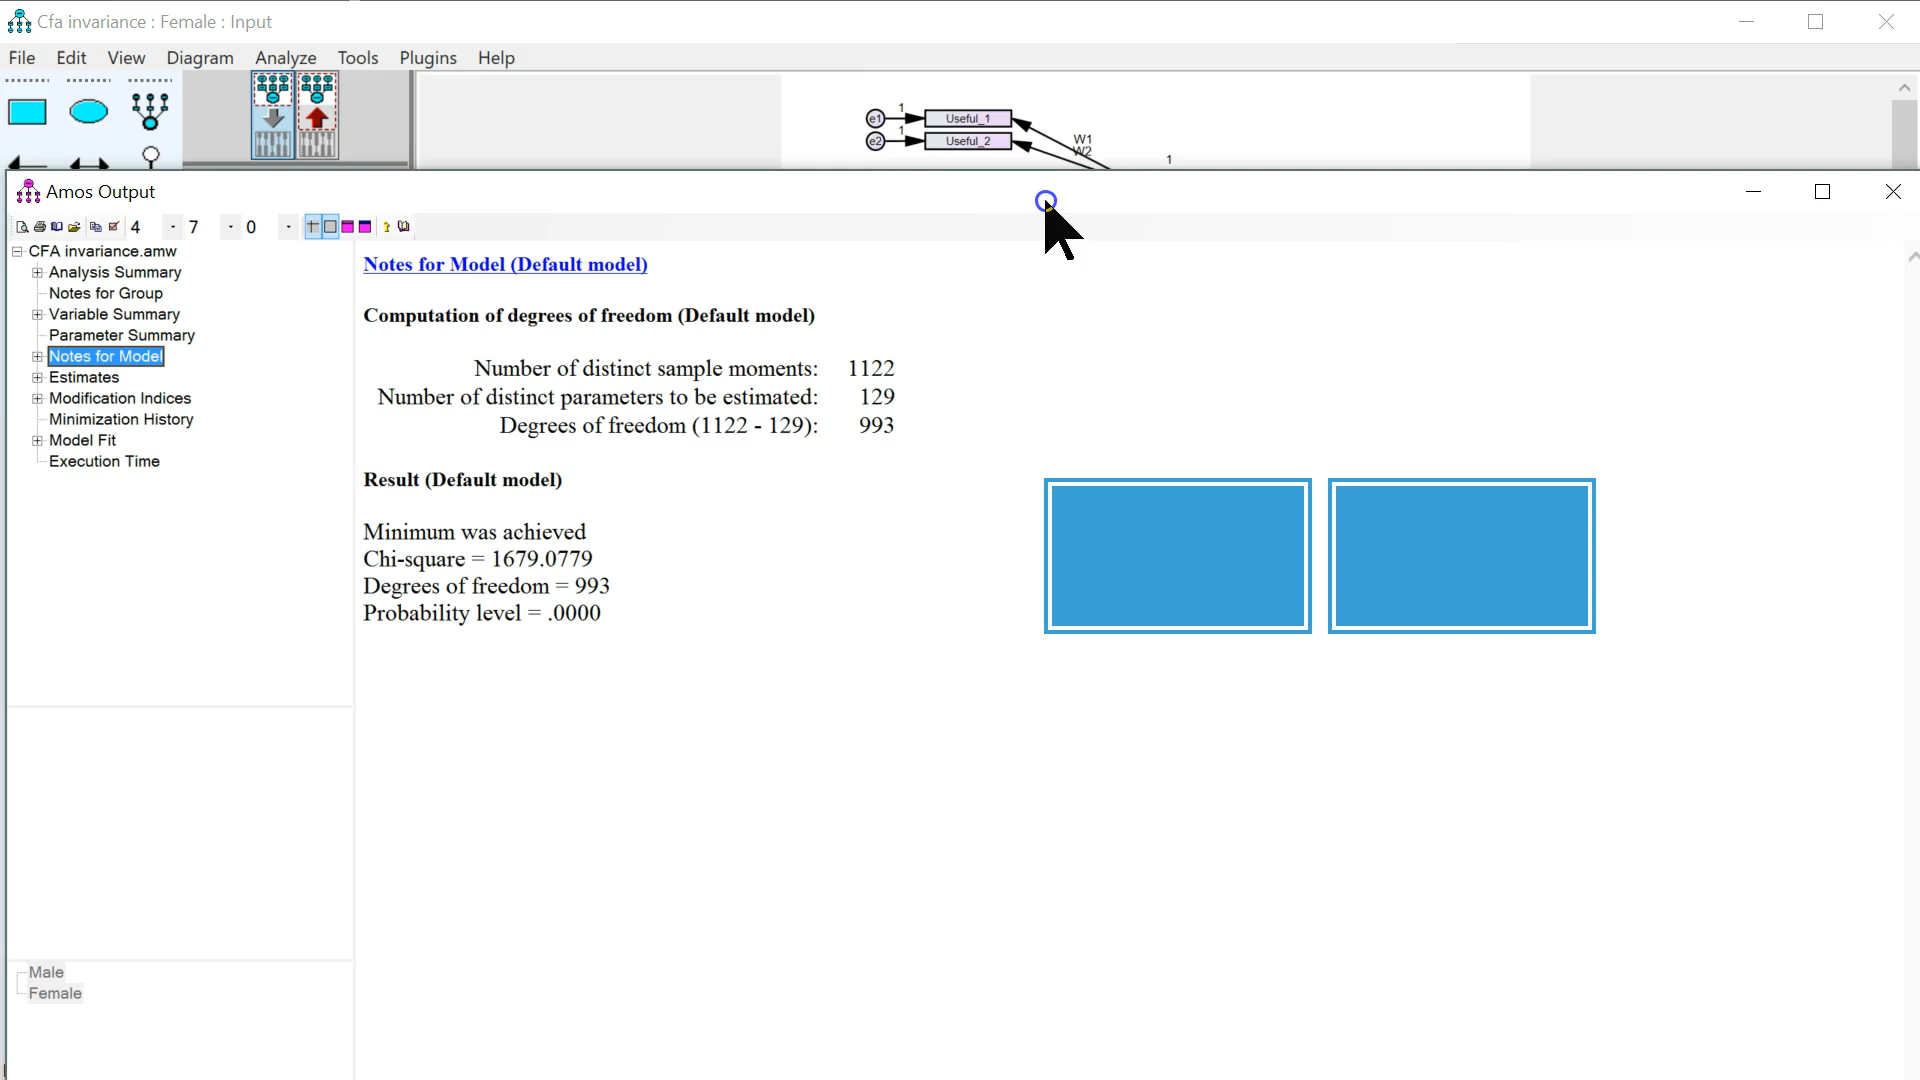 Cfa invariance : Female : Input
File Edit View Diagram Analyze Tools Plugins Help
1
e1 Useful_1
1
e2 Useful_2
W1
W2
1
Amos Output
4 7 0
CFA invariance.amw
Analysis Summary
Notes for Group
Variable Summary
Parameter Summary
Notes for Model
Estimates
Modification Indices
Minimization History
Model Fit
Execution Time
Notes for Model (Default model)
Computation of degrees of freedom (Default model)
Number of distinct sample moments: 1122
Number of distinct parameters to be estimated: 129
Degrees of freedom (1122 - 129): 993
Result (Default model)
Minimum was achieved
Chi-square = 1679.0779
Degrees of freedom = 993
Probability level = .0000
Male
Female